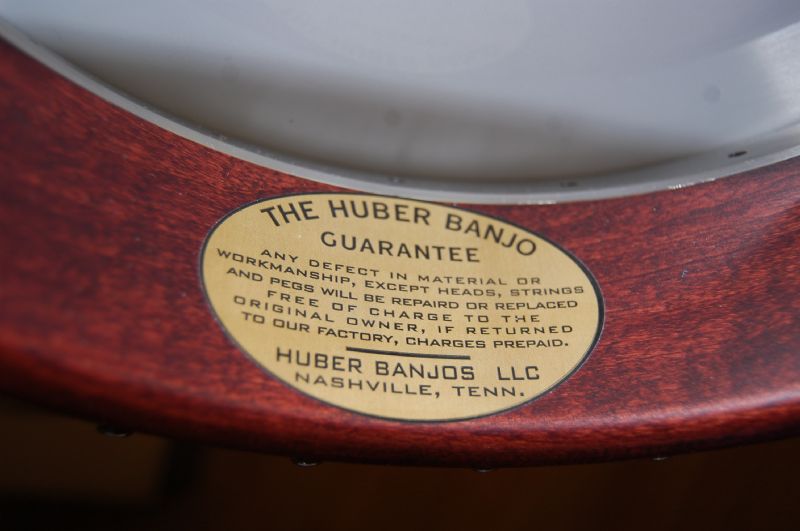 THE HUBER BANJO
GUARANTEE
ANY DEFECT IN MATERIAL OR
WORKMANSHIP, EXCEPT HEADS, STRINGS
AND PEGS WILL BE REPAIRD OR REPLACED
FREE OF CHARGE TO THE
ORIGINAL OWNER, IF RETURNED
TO OUR FACTORY, CHARGES PREPAID.
HUBER BANJOS LLC
NASHVILLE, TENN.